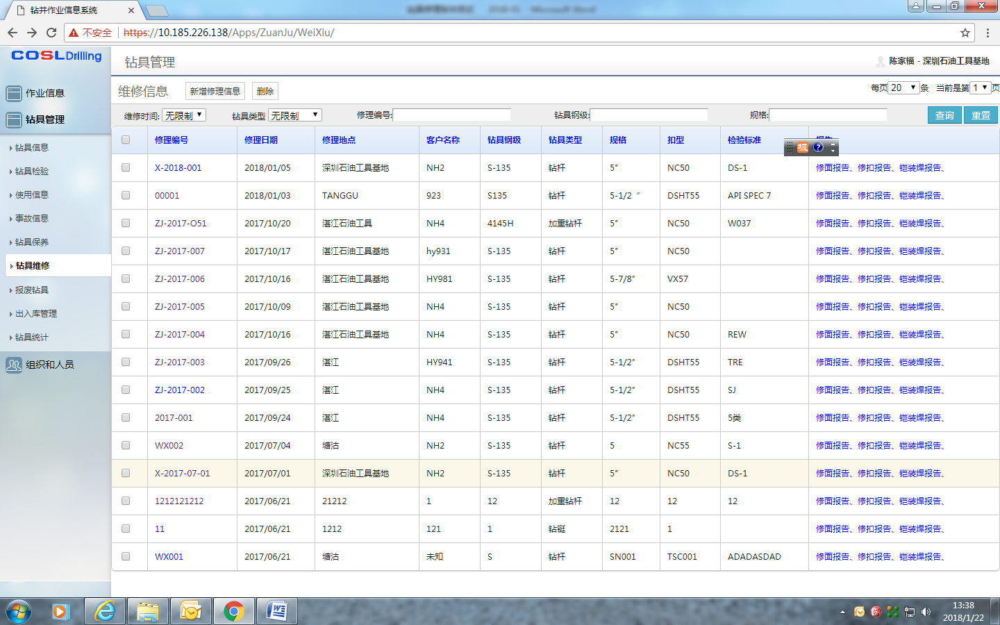 钻井作业信息系统
不安全 https://10.185.226.138/Apps/ZuanJu/WeiXiu/
COSL Drilling
钻具管理
陈家福 - 深圳石油工具基地
作业信息
钻具管理
钻具信息
钻具检验
使用信息
事故信息
钻具保养
钻具维修
报废钻具
出入库管理
钻具统计
组织和人员
维修信息 新增修理信息 删除 每页 20 条 当前是第 1 页
维修时间: 无限制 钻具类型 无限制 修理编号: 钻具钢级: 规格: 查询 重置
修理编号 修理日期 修理地点 客户名称 钻具钢级 钻具类型 规格 扣型 检验标准
极 ?
X-2018-001 2018/01/05 深圳石油工具基地 NH2 S-135 钻杆 5" NC50 DS-1 修面报告、修扣报告、铠装焊报告、
00001 2018/01/03 TANGGU 923 S135 钻杆 5-1/2 “ DSHT55 API SPEC 7 修面报告、修扣报告、铠装焊报告、
ZJ-2017-O51 2017/10/20 湛江石油工具 NH4 4145H 加重钻杆 5" NC50 W037 修面报告、修扣报告、铠装焊报告、
ZJ-2017-007 2017/10/17 湛江石油工具基地 hy931 S-135 钻杆 5" NC50 修面报告、修扣报告、铠装焊报告、
ZJ-2017-006 2017/10/16 湛江石油工具基地 HY981 S-135 钻杆 5-7/8" VX57 修面报告、修扣报告、铠装焊报告、
ZJ-2017-005 2017/10/09 湛江石油工具基地 NH4 S-135 钻杆 5" NC50 修面报告、修扣报告、铠装焊报告、
ZJ-2017-004 2017/10/16 湛江石油工具基地 NH4 S-135 钻杆 5" NC50 REW 修面报告、修扣报告、铠装焊报告、
ZJ-2017-003 2017/09/26 湛江 HY941 S-135 钻杆 5-1/2" DSHT55 TRE 修面报告、修扣报告、铠装焊报告、
ZJ-2017-002 2017/09/25 湛江 NH4 S-135 钻杆 5-1/2" DSHT55 SJ 修面报告、修扣报告、铠装焊报告、
2017-001 2017/09/24 湛江 NH4 S-135 钻杆 5-1/2" DSHT55 5类 修面报告、修扣报告、铠装焊报告、
WX002 2017/07/04 塘沽 NH2 S-135 钻杆 5 NC55 S-1 修面报告、修扣报告、铠装焊报告、
X-2017-07-01 2017/07/01 深圳石油工具基地 NH2 S-135 钻杆 5" NC50 DS-1 修面报告、修扣报告、铠装焊报告、
1212121212 2017/06/21 21212 1 12 加重钻杆 12 12 12 修面报告、修扣报告、铠装焊报告、
11 2017/06/21 1212 121 1 钻铤 2121 1 修面报告、修扣报告、铠装焊报告、
WX001 2017/06/21 塘沽 未知 S 钻杆 SN001 TSC001 ADADASDAD 修面报告、修扣报告、铠装焊报告、
13:38
2018/1/22